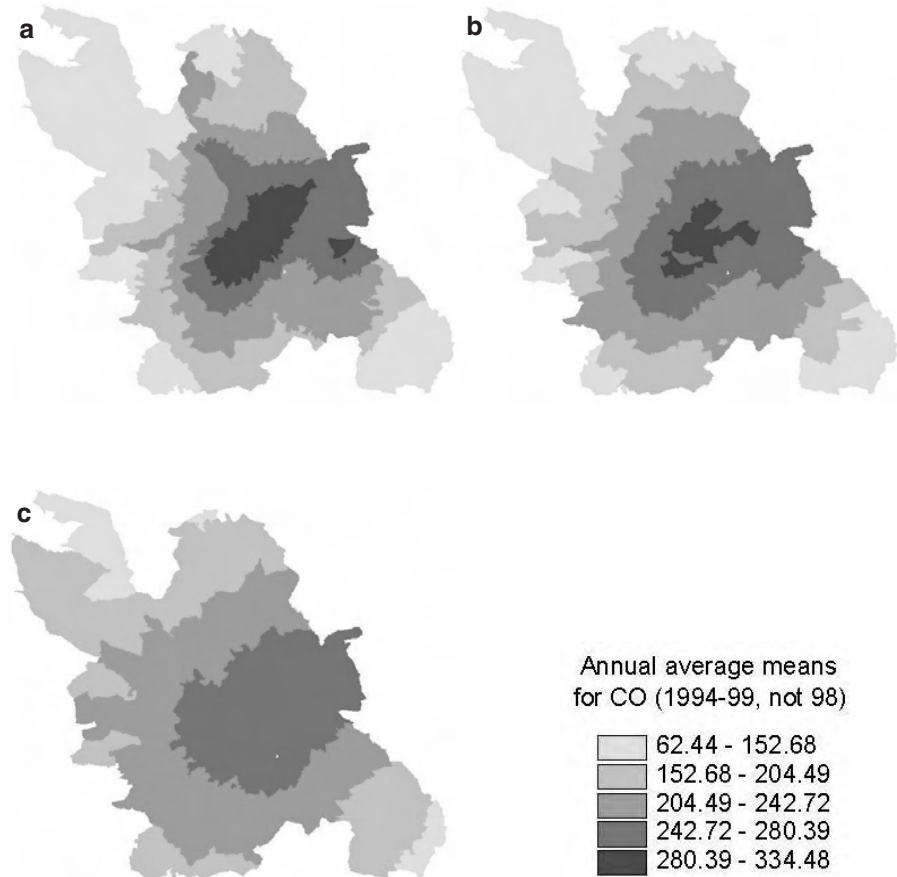 a
b
c
Annual average means
for CO (1994-99, not 98)
62.44 - 152.68
152.68 - 204.49
204.49 - 242.72
242.72 - 280.39
280.39 - 334.48